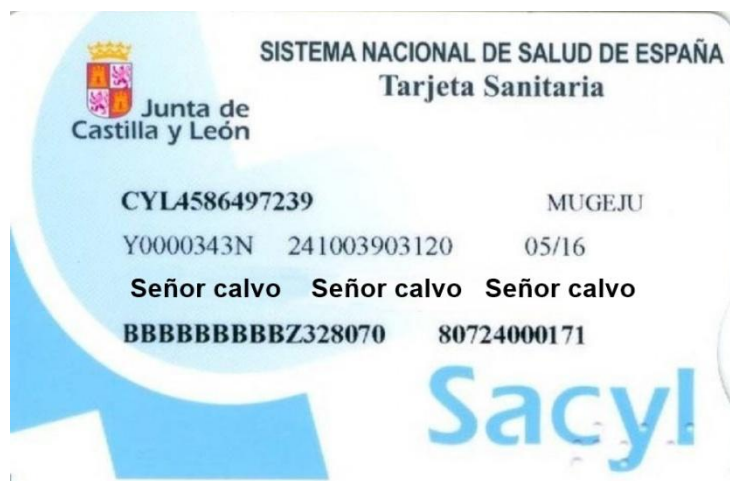 SISTEMA NACIONAL DE SALUD DE ESPAÑA
Tarjeta Sanitaria
Junta de
Castilla y León
CYL4586497239 MUGEJU
Y0000343N 241003903120 05/16
Señor calvo Señor calvo Señor calvo
BBBBBBBBBZ328070 80724000171
Sacyl